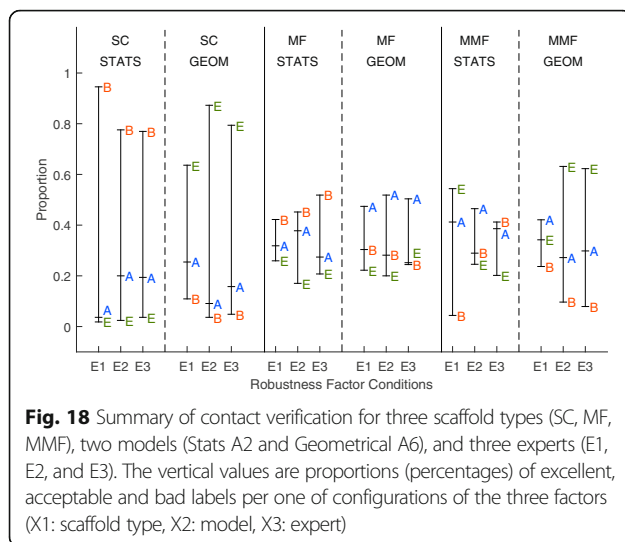 SC SC MF MF MMF MMF
STATS GEOM STATS GEOM STATS GEOM
1
0.8
0.6
0.4
0.2
0
Proportion
B B B
A A A
E E E
E E E
A A A
B B B
B B B
A A A
E E E
A A A
B B E
E E B
E A B
A B A
B E E
A E E
E A A
B B B
E1 E2 E3 E1 E2 E3 E1 E2 E3 E1 E2 E3 E1 E2 E3 E1 E2 E3
Robustness Factor Conditions
Fig. 18 Summary of contact verification for three scaffold types (SC, MF,
MMF), two models (Stats A2 and Geometrical A6), and three experts (E1,
E2, and E3). The vertical values are proportions (percentages) of excellent,
acceptable and bad labels per one of configurations of the three factors
(X1: scaffold type, X2: model, X3: expert)